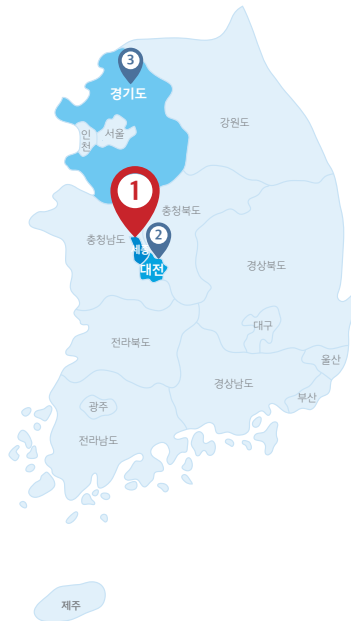 3
경기도
강원도
인
천
서울
1
충청북도
2
충청남도
세종
대전
경상북도
대구
전라북도
울산
경상남도
부산
광주
전라남도
제주